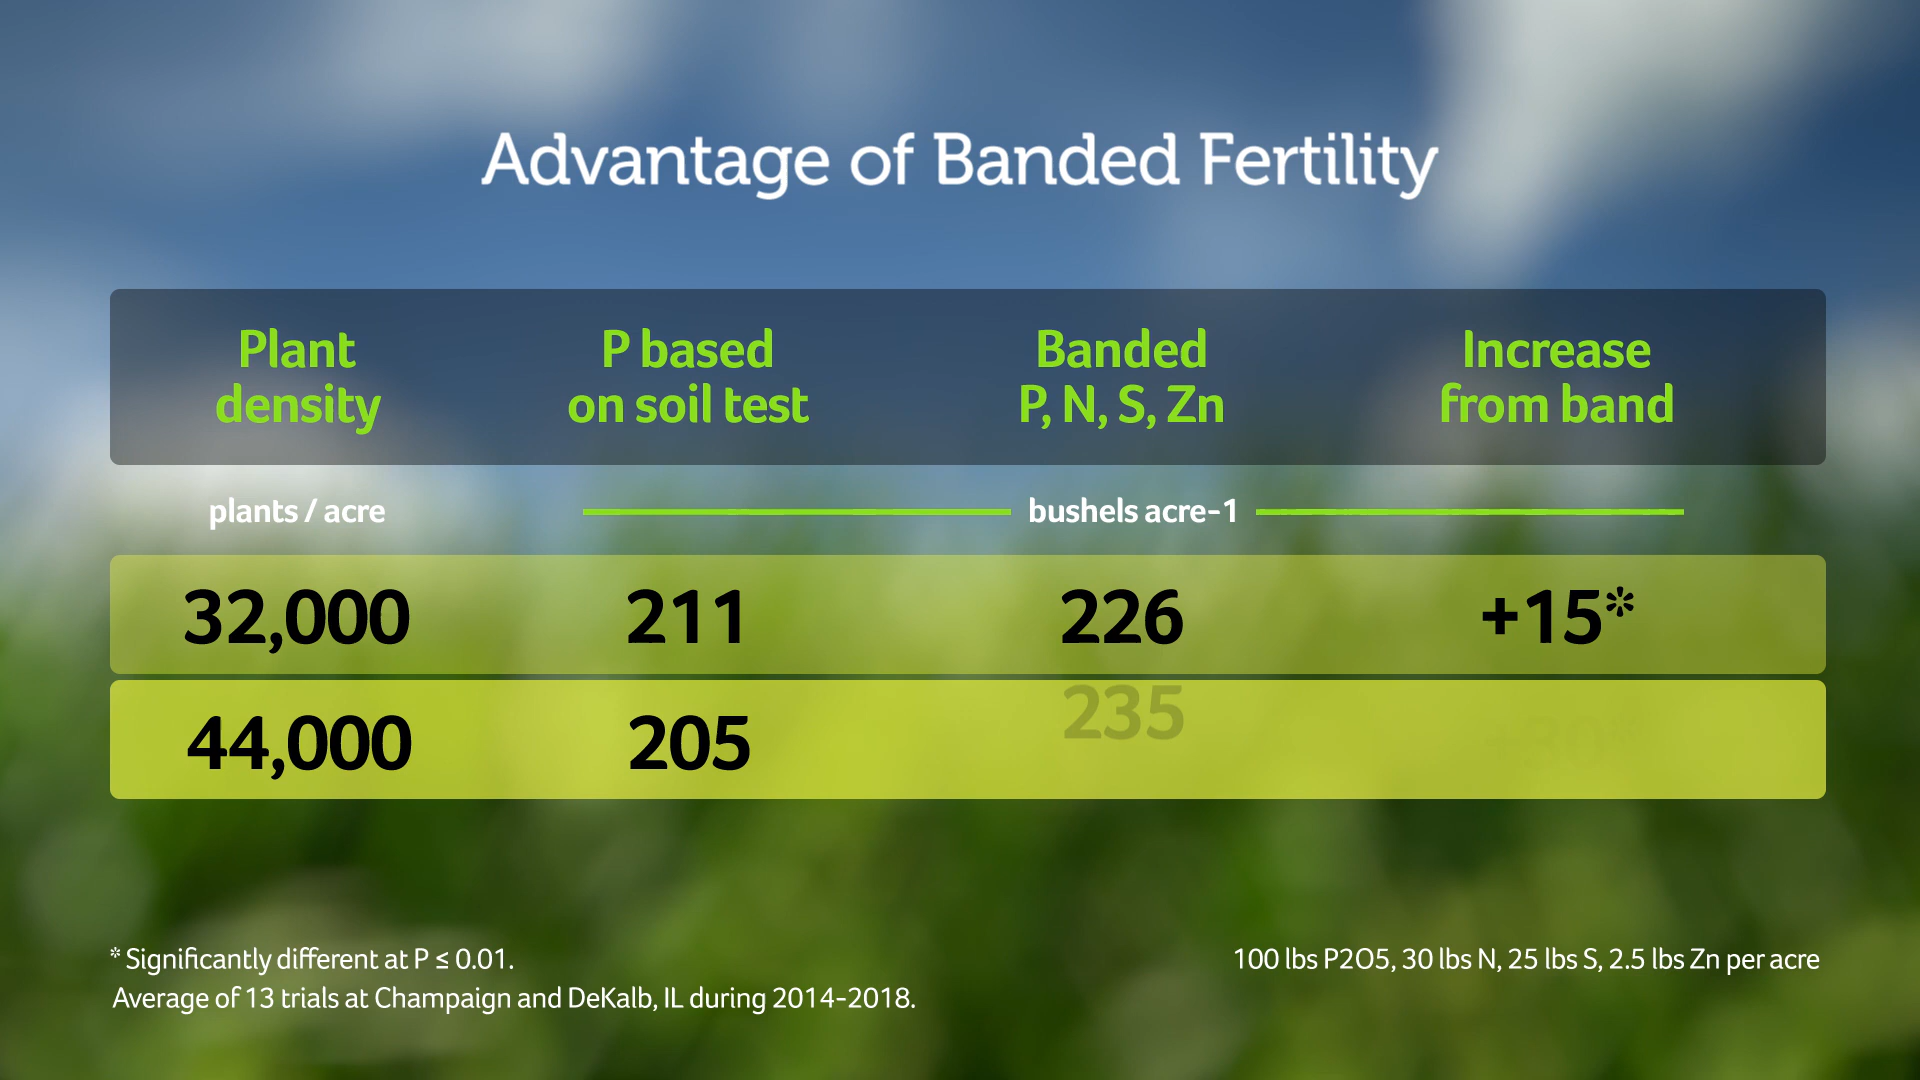 Advantage of Banded Fertility
Plant density
P based on soil test
Banded P, N, S, Zn
Increase from band
plants / acre
bushels acre-1
32,000 211 226 +15*
44,000 205 235
* Significantly different at P ≤ 0.01.
Average of 13 trials at Champaign and DeKalb, IL during 2014-2018.
100 lbs P2O5, 30 lbs N, 25 lbs S, 2.5 lbs Zn per acre